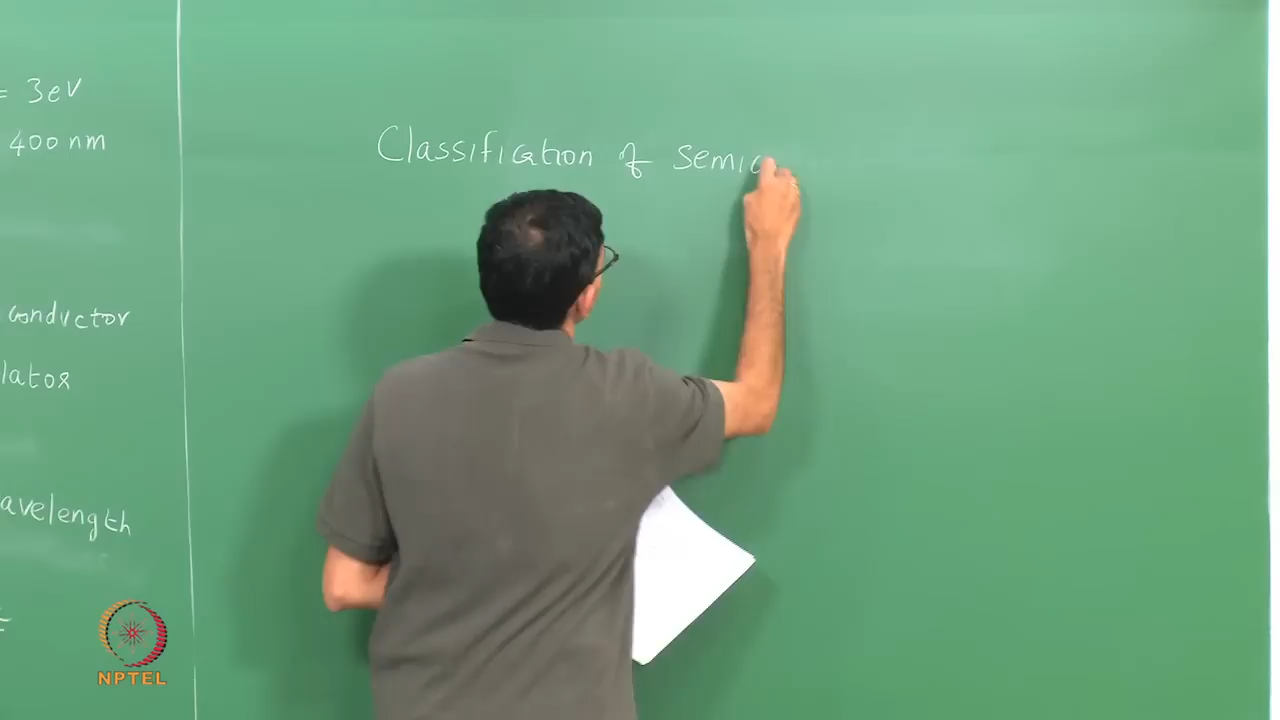 = 3eV
400 nm
conductor
lator
avelength
Classification of semic
NPTEL